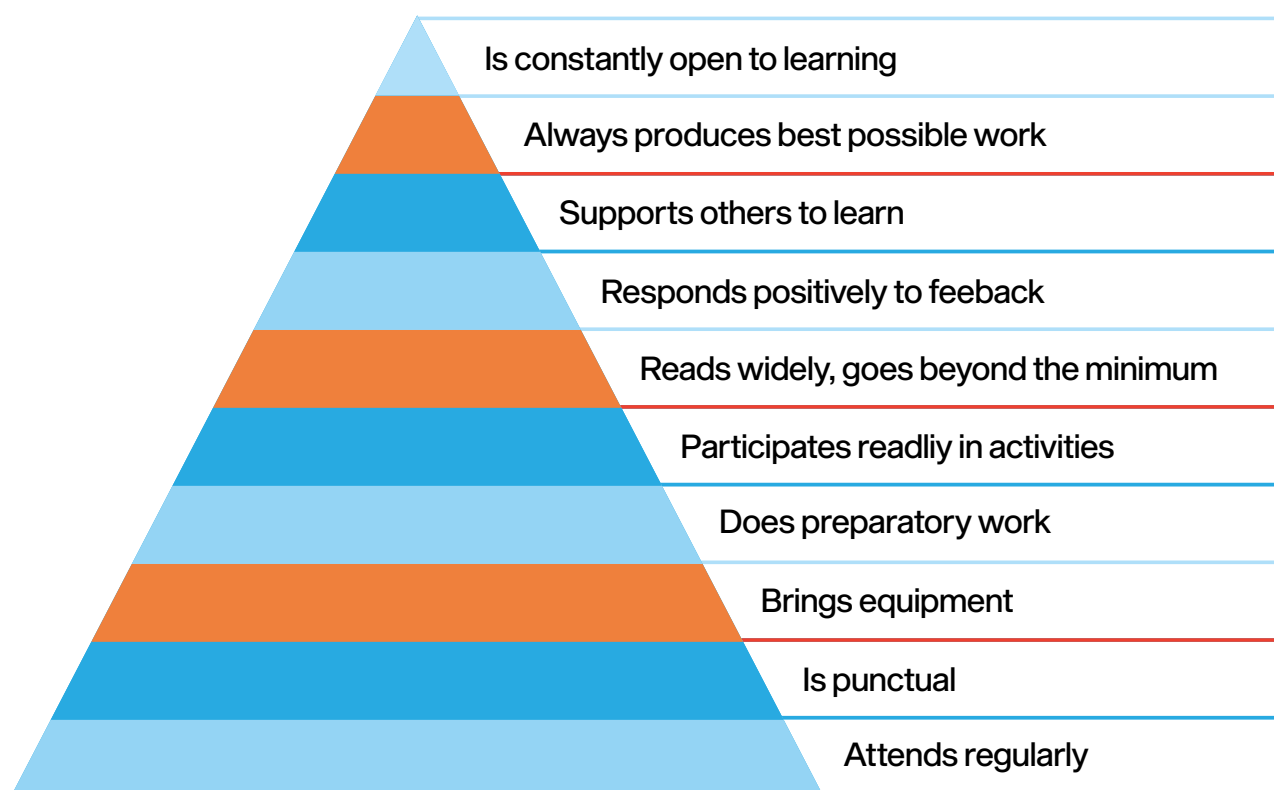 Is constantly open to learning
Always produces best possible work
Supports others to learn
Responds positively to feeback
Reads widely, goes beyond the minimum
Participates readliy in activities
Does preparatory work
Brings equipment
Is punctual
Attends regularly